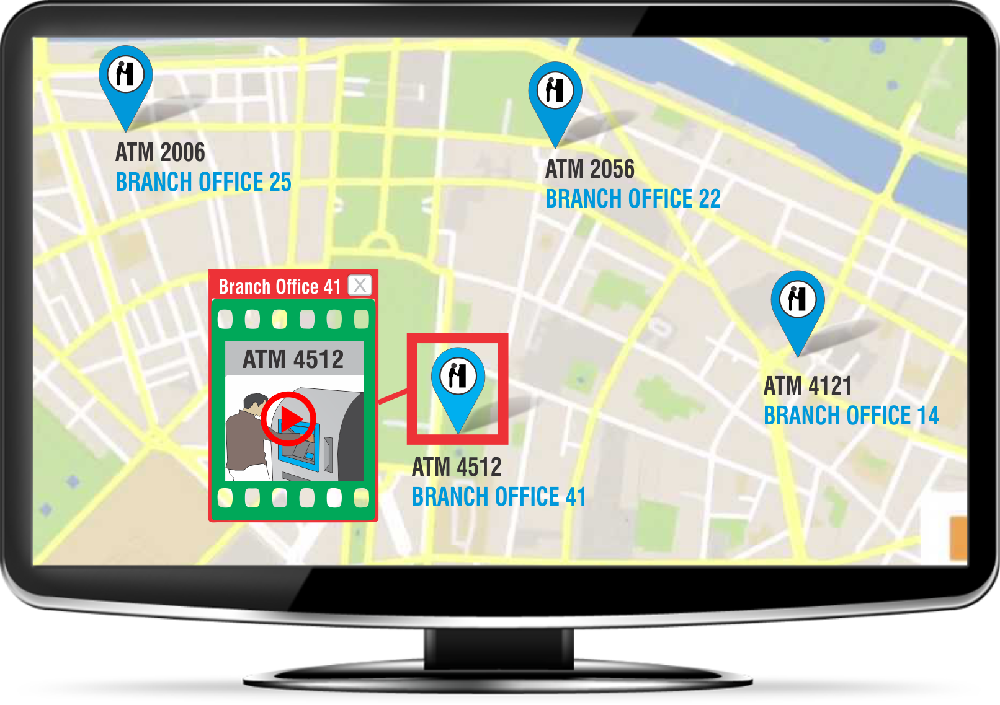 ATM 2006
BRANCH OFFICE 25
ATM 2056
BRANCH OFFICE 22
Branch Office 41 X
ATM 4512
ATM 4512
BRANCH OFFICE 41
ATM 4121
BRANCH OFFICE 14